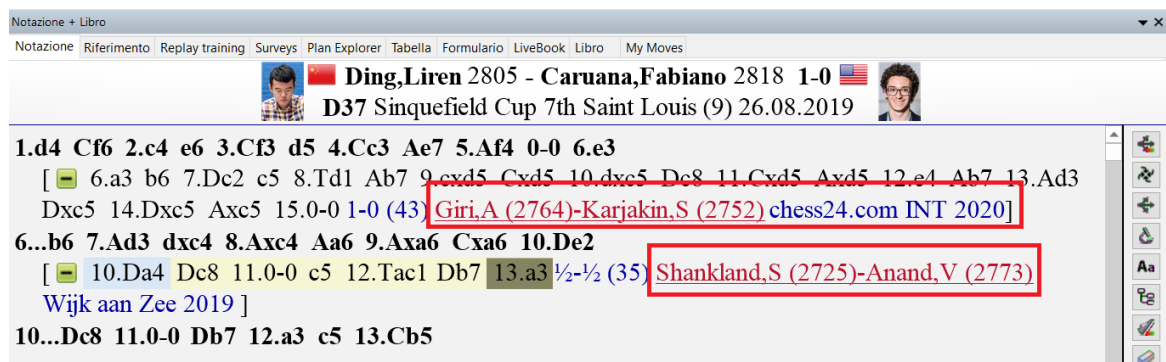 Notazione + Libro
Notazione Riferimento Replay training Surveys Plan Explorer Tabella Formulario LiveBook Libro My Moves
Ding,Liren 2805 - Caruana,Fabiano 2818 1-0
D37 Sinquefield Cup 7th Saint Louis (9) 26.08.2019
1.d4 Cf6 2.c4 e6 3.Cf3 d5 4.Cc3 Ae7 5.Af4 0-0 6.e3
[ 6.a3 b6 7.Dc2 c5 8.Td1 Ab7 9.cxd5 Cxd5 10.dxc5 Dc8 11.Cxd5 Axd5 12.e4 Ab7 13.Ad3
Dxc5 14.Dxc5 Axc5 15.0-0 1-0 (43) Giri,A (2764)-Karjakin,S (2752) chess24.com INT 2020]
6...b6 7.Ad3 dxc4 8.Axc4 Aa6 9.Axa6 Cxa6 10.De2
[ 10.Da4 Dc8 11.0-0 c5 12.Tac1 Db7 13.a3 ½-½ (35) Shankland,S (2725)-Anand,V (2773)
Wijk aan Zee 2019 ]
10...Dc8 11.0-0 Db7 12.a3 c5 13.Cb5
Aa